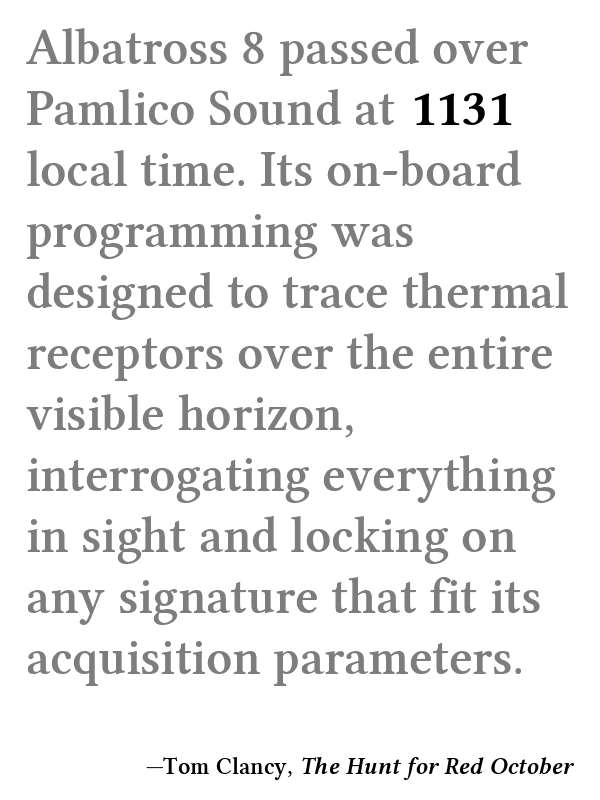 Albatross 8 passed over
Pamlico Sound at 1131
local time. Its on-board
programming was
designed to trace thermal
receptors over the entire
visible horizon,
interrogating everything
in sight and locking on
any signature that fit its
acquisition parameters.
—Tom Clancy, The Hunt for Red October